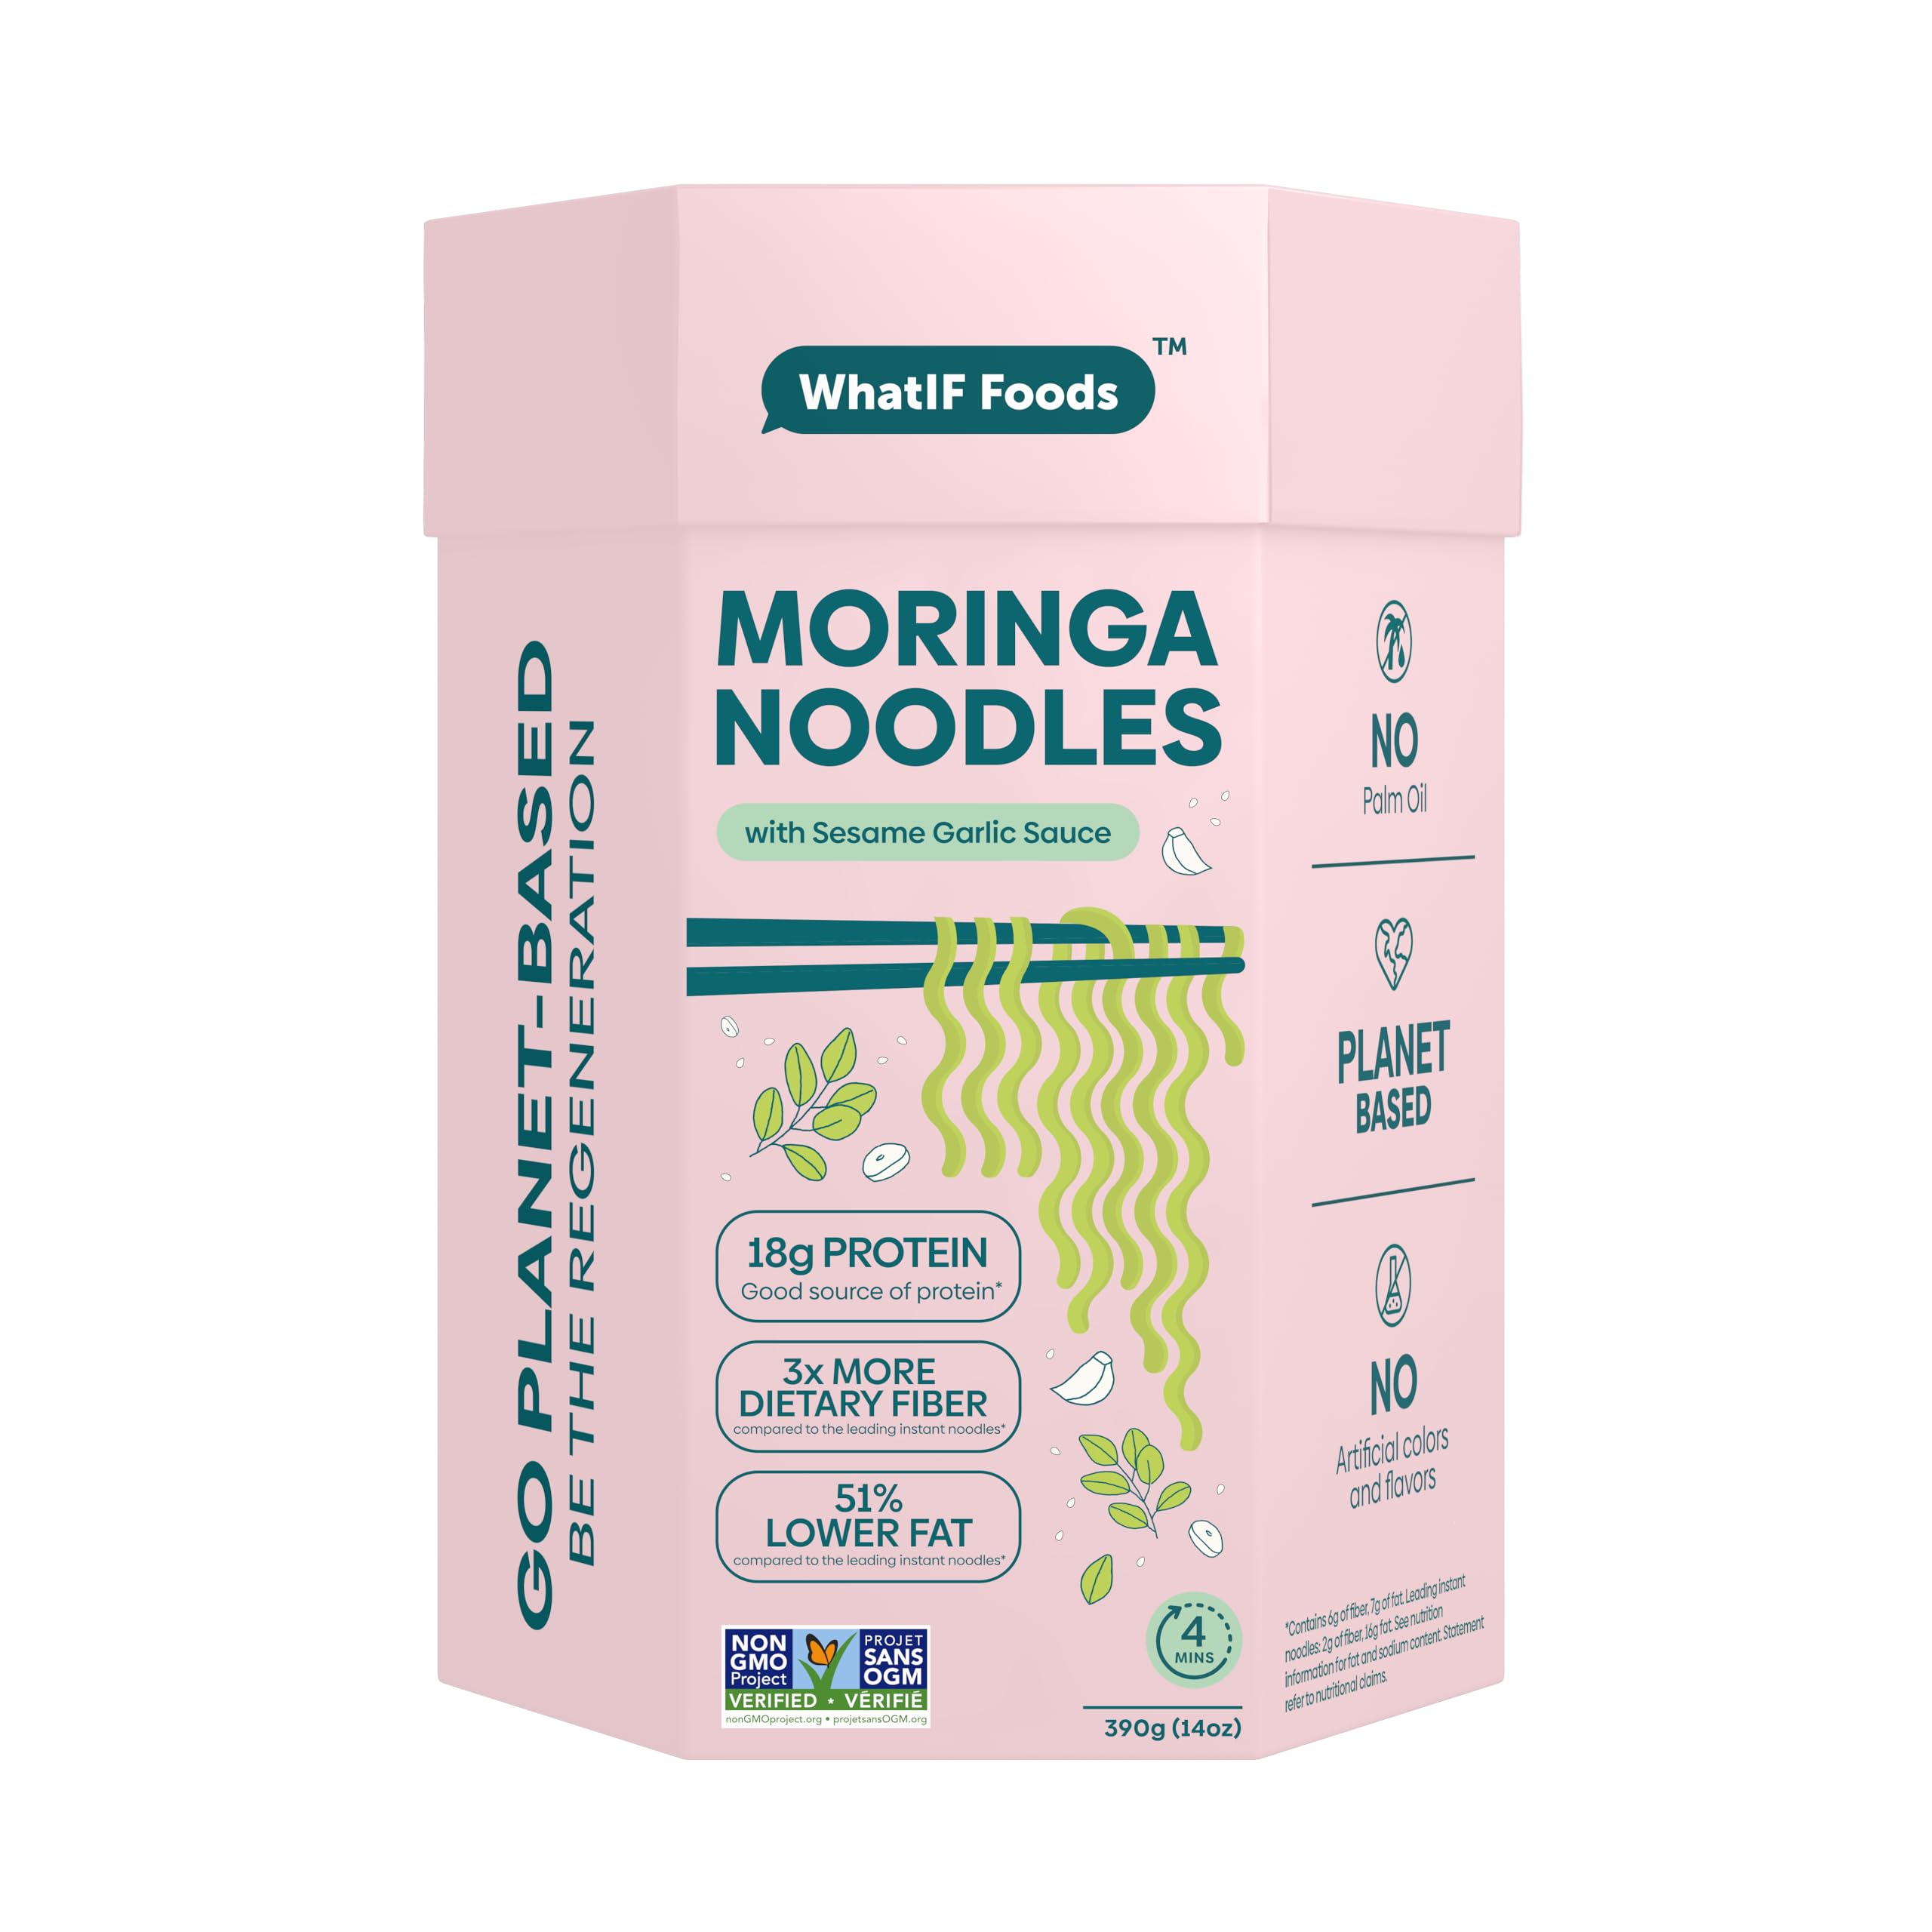 WhatIF Foods TM
GO PLANET-BASED
BE THE REGENERATION
MORINGA
NOODLES
with Sesame Garlic Sauce
18g PROTEIN
Good source of protein*
3x MORE
DIETARY FIBER
compared to the leading instant noodles*
51%
LOWER FAT
compared to the leading instant noodles*
NON
GMO
Project
PROJET
SANS
OGM
VERIFIED * VÉRIFIÉ
nonGMOproject.org • projetsansOGM.org
4
MINS
390g (14oz)
NO
Palm Oil
PLANET
BASED
NO
Artificial colors
and flavors
*Contains 6g of fiber, 7g of fat. Leading instant
noodles: 2g of fiber, 16g fat. See nutrition
information for fat and sodium content. Statement
refer to nutritional claims.